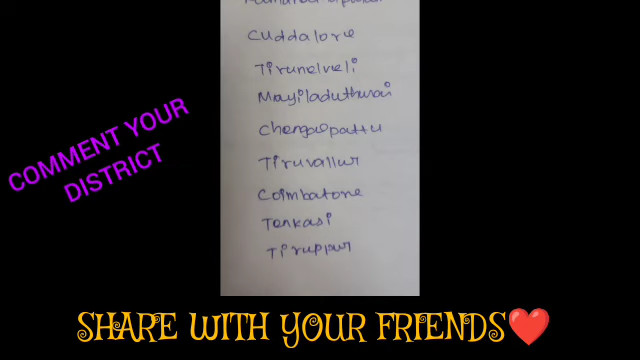 Cuddalore
Tirunelveli
Mayiladuthurai
Chengalpattu
Tiruvallur
Coimbatore
Tenkasi
Tiruppur
COMMENT YOUR
DISTRICT
SHARE WITH YOUR FRIENDS❤️